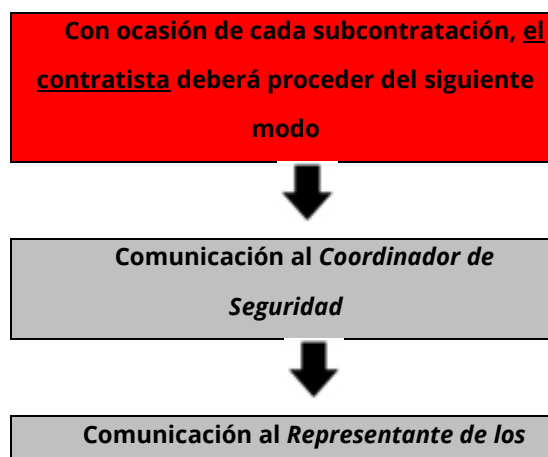 Con ocasión de cada subcontratación, el
contratista deberá proceder del siguiente
modo
Comunicación al Coordinador de
Seguridad
Comunicación al Representante de los